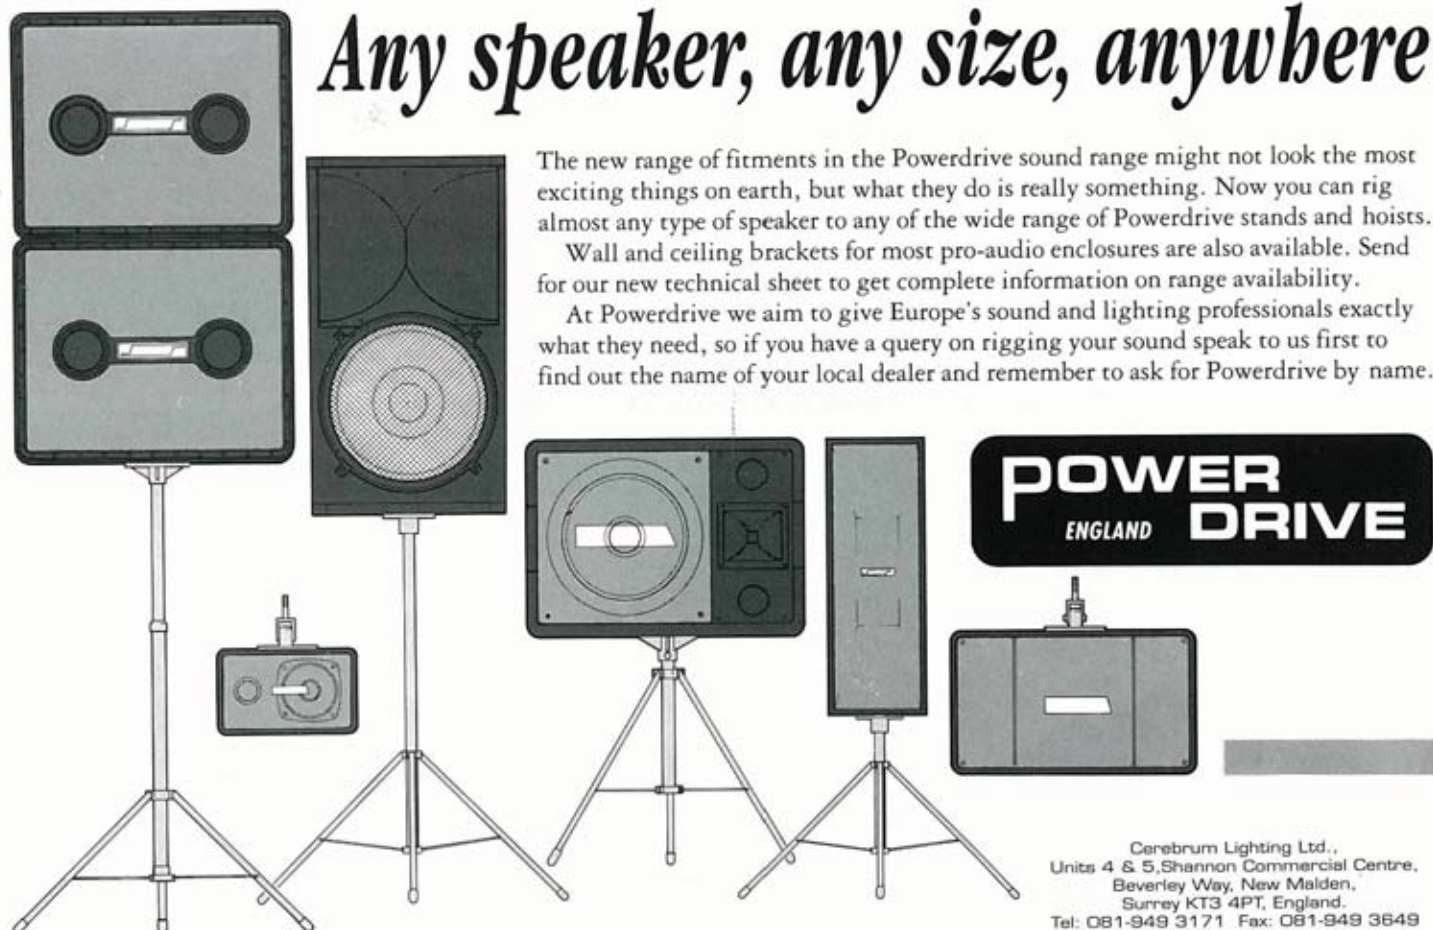 Any speaker, any size, anywhere
The new range of fitments in the Powerdrive sound range might not look the most
exciting things on earth, but what they do is really something. Now you can rig
almost any type of speaker to any of the wide range of Powerdrive stands and hoists.
Wall and ceiling brackets for most pro-audio enclosures are also available. Send
for our new technical sheet to get complete information on range availability.
At Powerdrive we aim to give Europe's sound and lighting professionals exactly
what they need, so if you have a query on rigging your sound speak to us first to
find out the name of your local dealer and remember to ask for Powerdrive by name.
POWER
ENGLAND DRIVE
Cerebrum Lighting Ltd.,
Units 4 & 5,Shannon Commercial Centre,
Beverley Way, New Malden,
Surrey KT3 4PT, England.
Tel: 081-949 3171 Fax: 081-949 3649